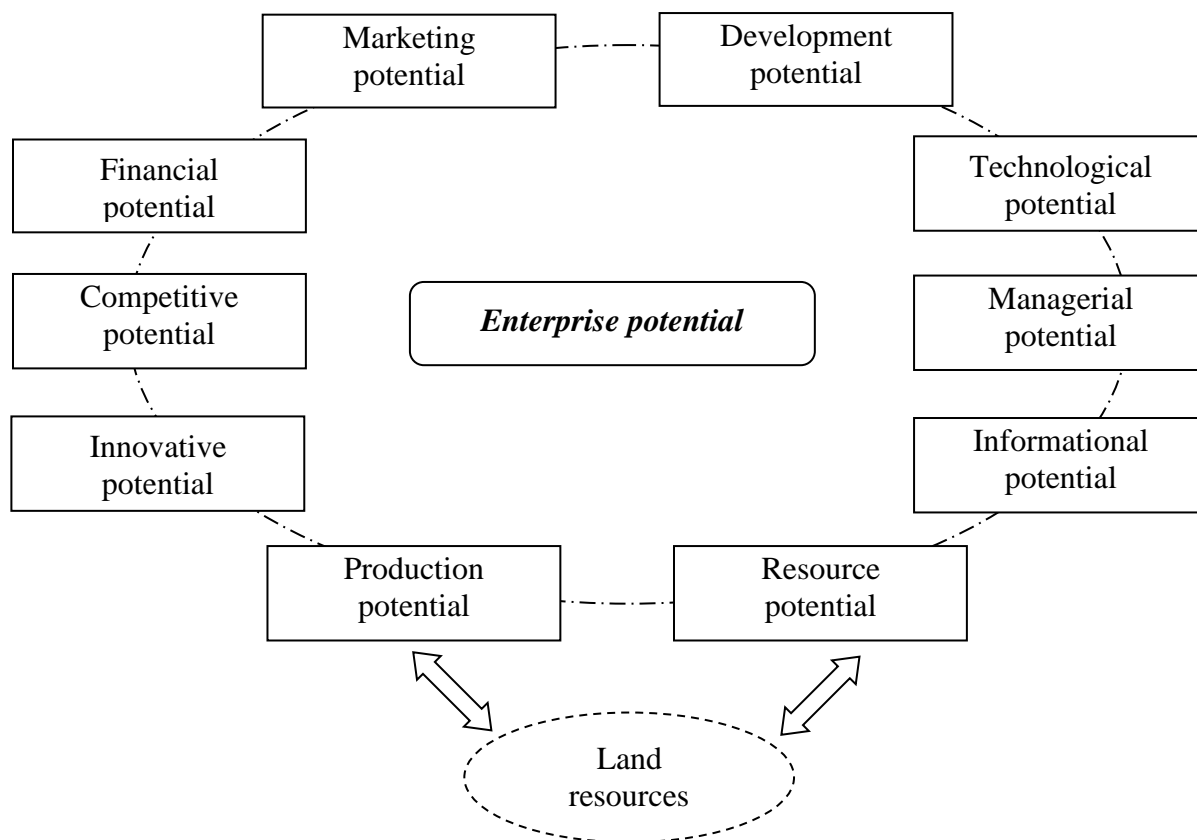 Marketing
potential
Development
potential
Financial
potential
Technological
potential
Competitive
potential
Enterprise potential
Managerial
potential
Innovative
potential
Informational
potential
Production
potential
Resource
potential
Land
resources